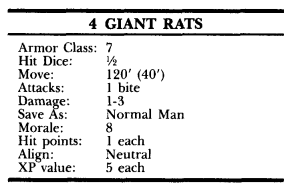 4 GIANT RATS
Armor Class: 7
Hit Dice: ½
Move: 120' (40')
Attacks: 1 bite
Damage: 1-3
Save As: Normal Man
Morale: 8
Hit points: 1 each
Align: Neutral
XP value: 5 each